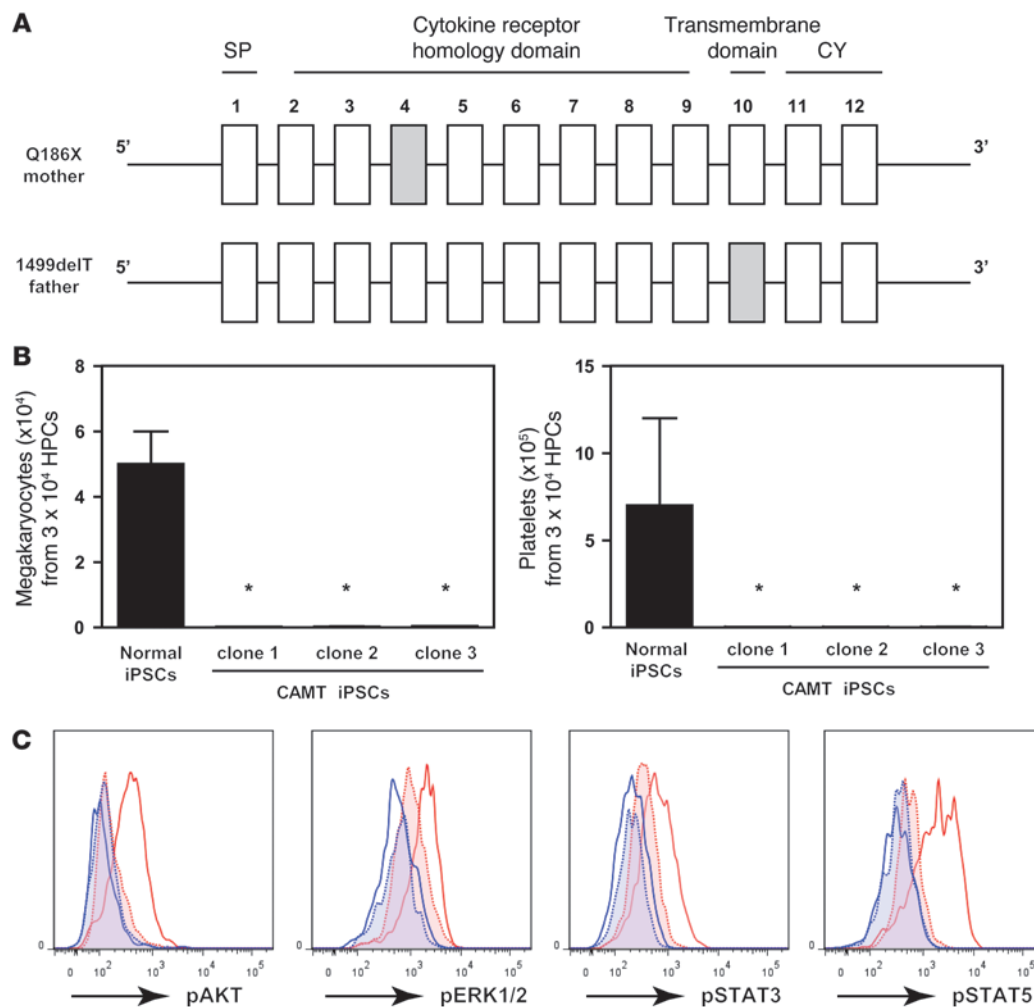 A
SP
Cytokine receptor
homology domain
Transmembrane
domain
CY
1 2 3 4 5 6 7 8 9 10 11 12
Q186X
mother
5’ 3’
1499delT
father
5’ 3’
B
Megakaryocytes (x10⁴)
from 3 x 10⁴ HPCs
8
6
4
2
0
* * *
Normal
iPSCs
clone 1 clone 2 clone 3
CAMT iPSCs
Platelets (x10⁵)
from 3 x 10⁴ HPCs
15
10
5
0
* * *
Normal
iPSCs
clone 1 clone 2 clone 3
CAMT iPSCs
C
0
0 10² 10³ 10⁴ 10⁵
pAKT
0
0 10² 10³ 10⁴ 10⁵
pERK1/2
0
0 10² 10³ 10⁴ 10⁵
pSTAT3
0
0 10² 10³ 10⁴ 10⁵
pSTAT5